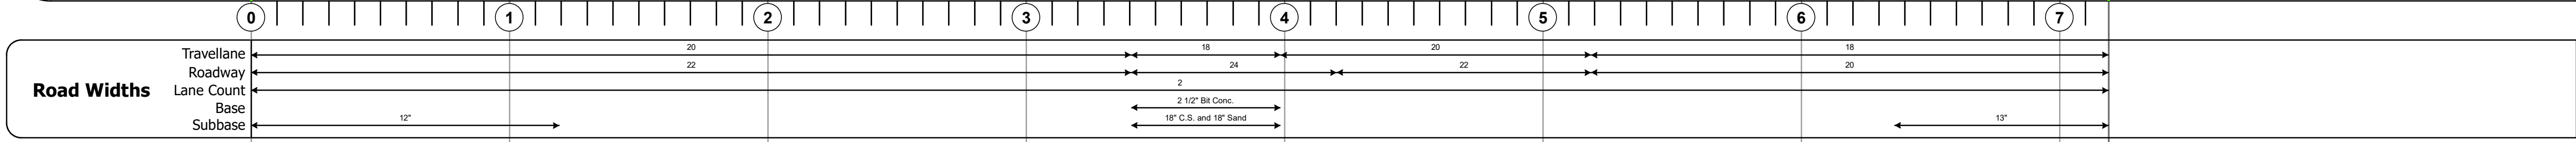 0 1 2 3 4 5 6 7
Travellane 20 18 20 18
Roadway 22 24 22 20
Road Widths
Lane Count 2
Base 2 1/2" Bit Conc.
Subbase 12" 18" C.S. and 18" Sand 13"